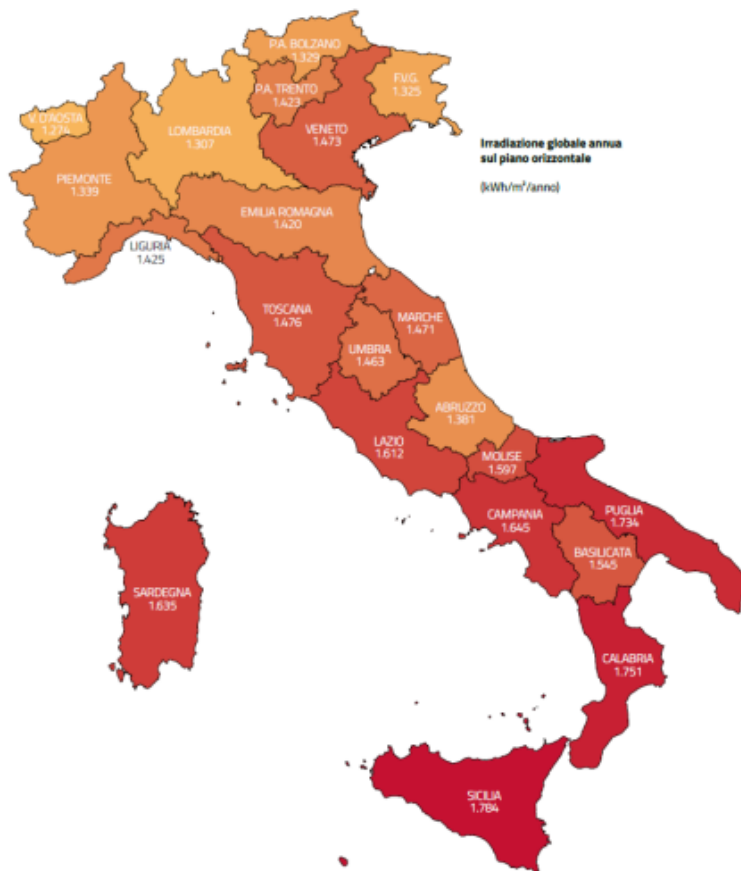 P.A. BOLZANO
1.329
P.A. TRENTO
1.423
F.V.G.
1.325
V. D'AOSTA
1.274
LOMBARDIA
1.307
VENETO
1.473
Irradiazione globale annua
sul piano orizzontale
(kWh/m²/anno)
PIEMONTE
1.339
EMILIA ROMAGNA
1.420
LIGURIA
1.425
TOSCANA
1.476
MARCHE
1.471
UMBRIA
1.463
ABRUZZO
1.381
LAZIO
1.612
MOLISE
1.597
CAMPANIA
1.645
PUGLIA
1.734
BASILICATA
1.545
SARDEGNA
1.635
CALABRIA
1.751
SICILIA
1.784